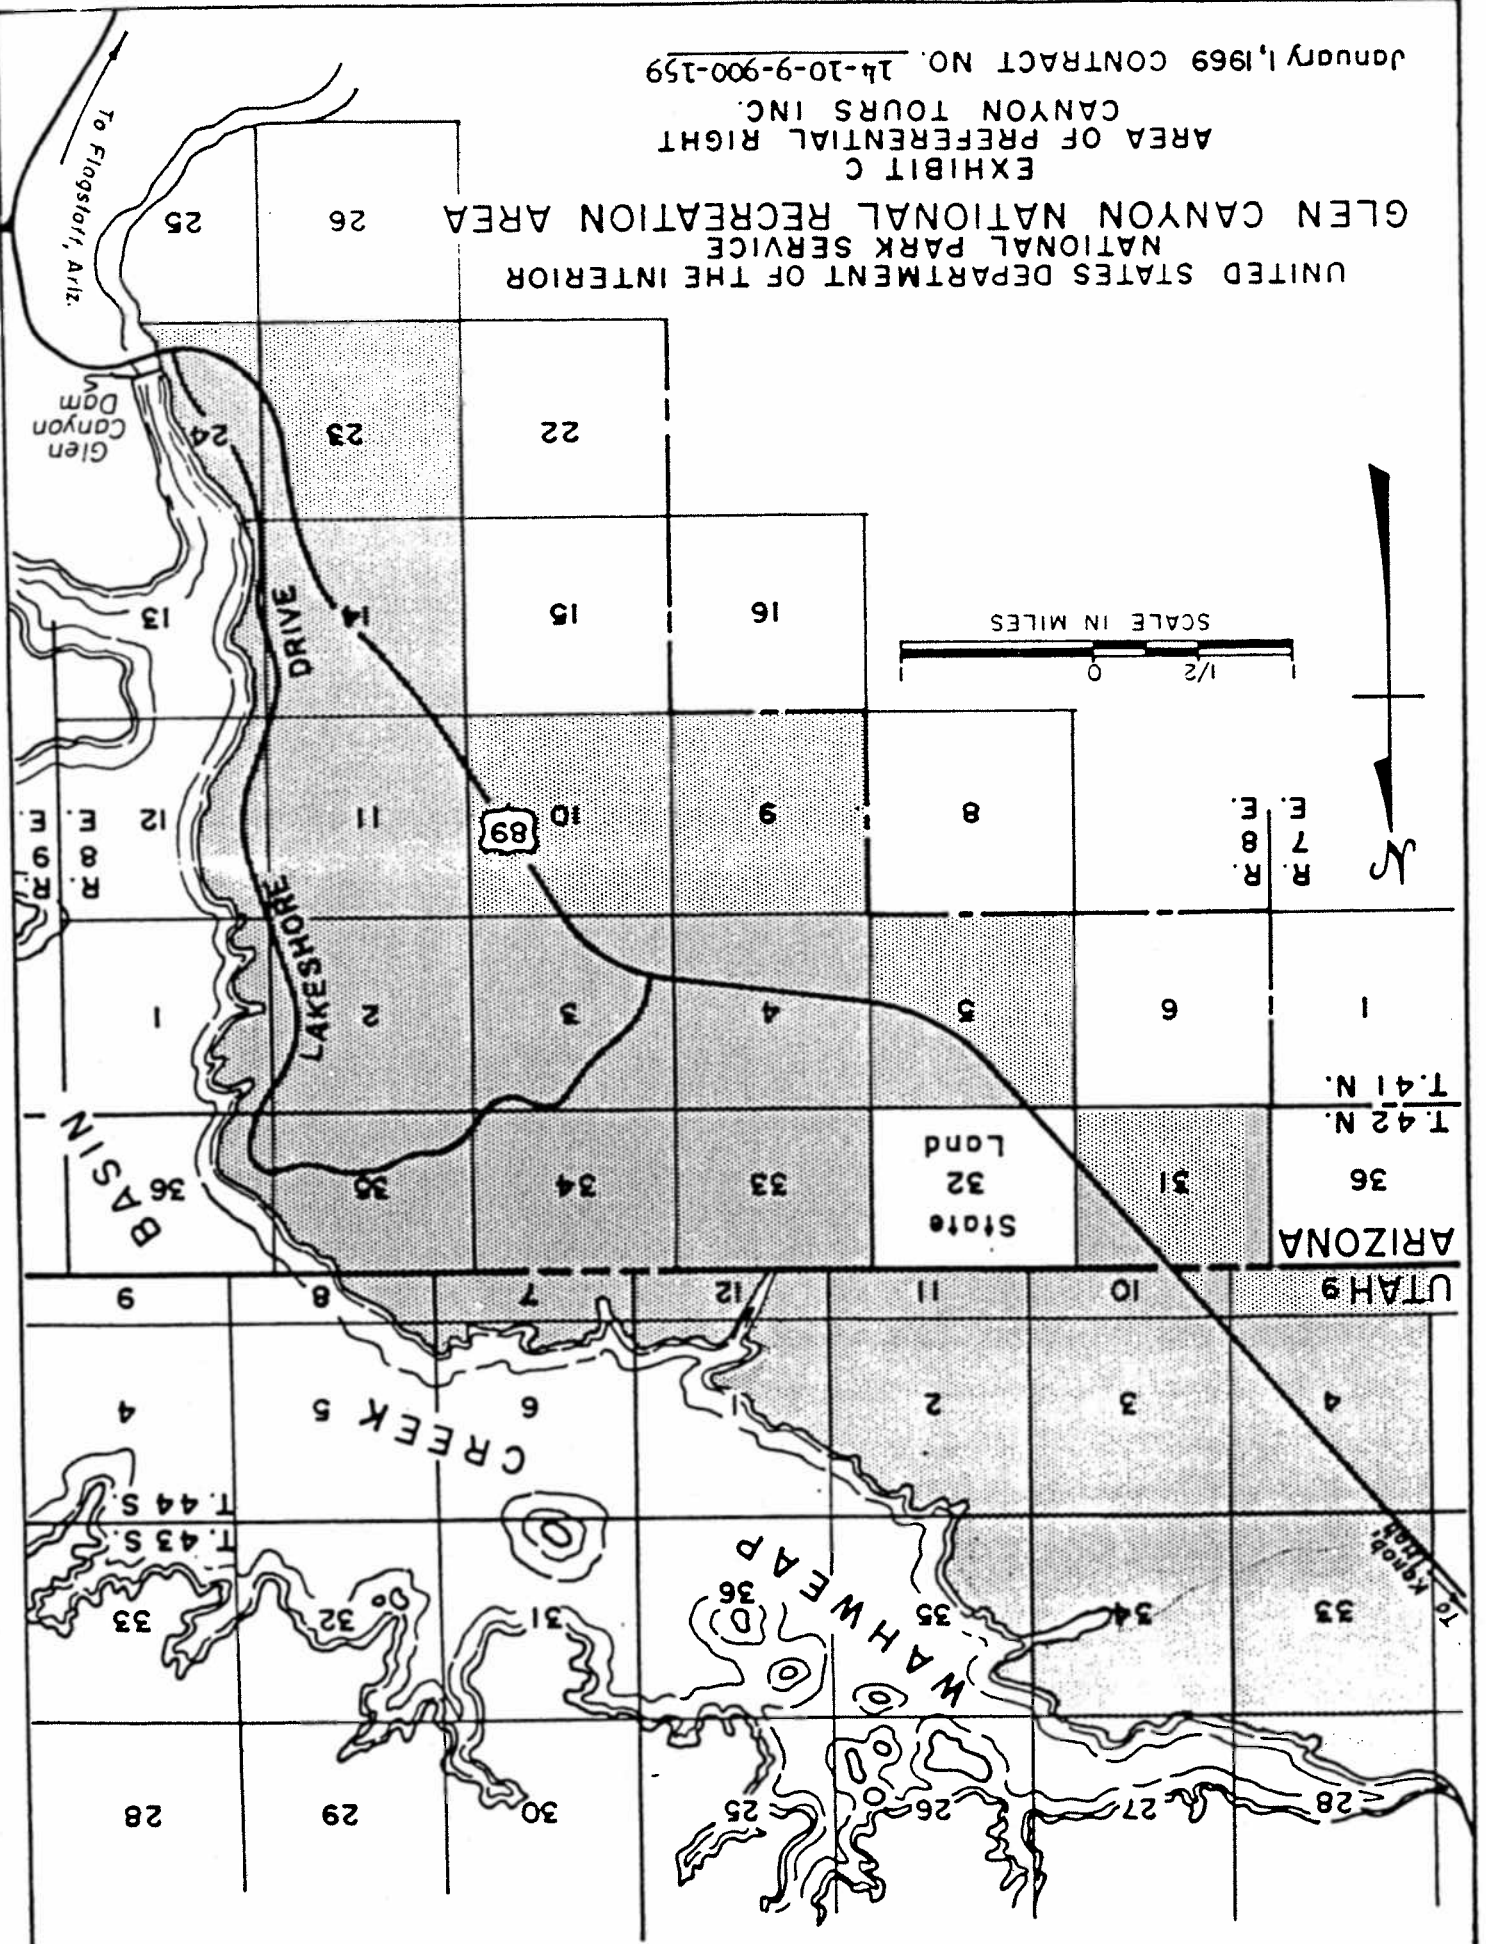 28
27
26
25
30
29
28
33
34
35
36
31
32
33
To
Kanab,
Utah
WAHWEAP
T. 43 S.
T. 44 S.
4
3
2
1
6
5
4
CREEK
UTAH 9
10
11
12
7
8
9
ARIZONA
36
31
State
32
Land
33
34
35
36
BASIN
T. 42 N.
T. 41 N.
1
6
5
4
3
2
1
LAKESHORE
DRIVE
R. R.
7 8
E. E.
R. R.
8 9
E. E.
N
8
9
10
89
11
12
SCALE IN MILES
1 1/2 0 1
16
15
14
13
22
23
24
Glen
Canyon
Dam
UNITED STATES DEPARTMENT OF THE INTERIOR
NATIONAL PARK SERVICE
GLEN CANYON NATIONAL RECREATION AREA
EXHIBIT C
AREA OF PREFERENTIAL RIGHT
CANYON TOURS INC.
January 1, 1969 CONTRACT NO. 14-10-9-900-159
26
25
To Flagstaff, Ariz.